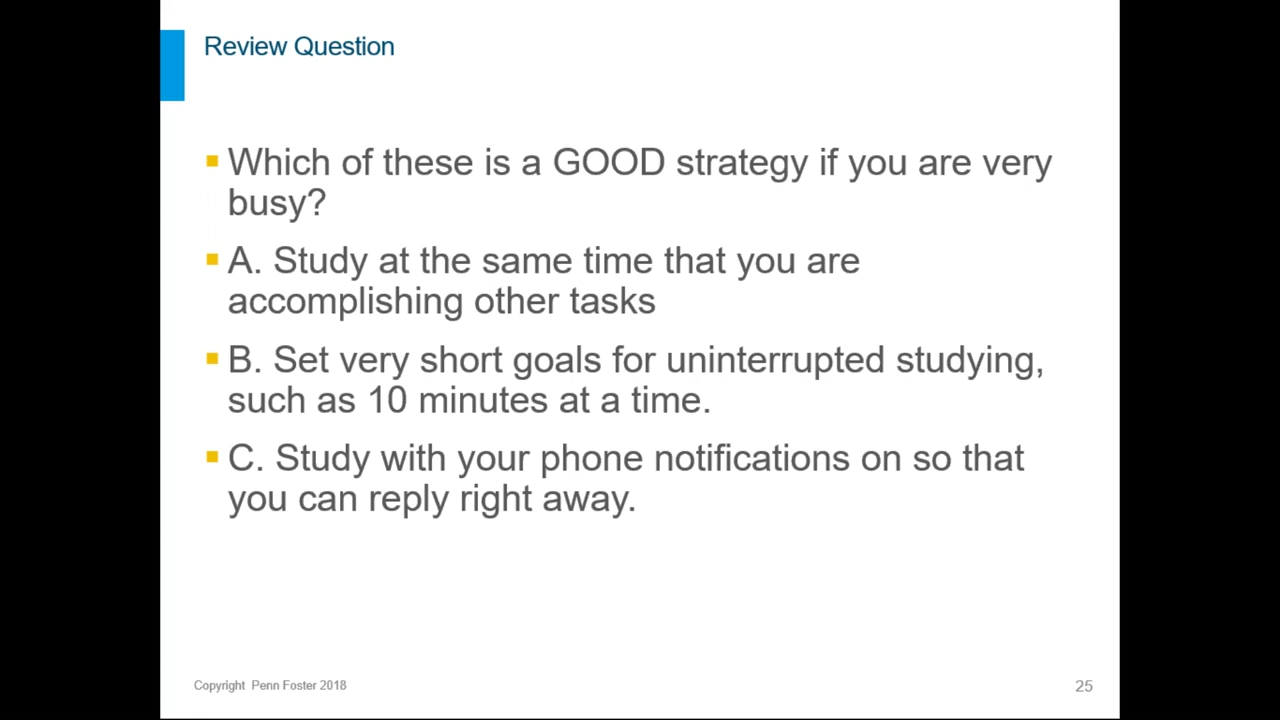 Review Question
Which of these is a GOOD strategy if you are very
busy?
A. Study at the same time that you are
accomplishing other tasks
B. Set very short goals for uninterrupted studying,
such as 10 minutes at a time.
C. Study with your phone notifications on so that
you can reply right away.
Copyright Penn Foster 2018
25